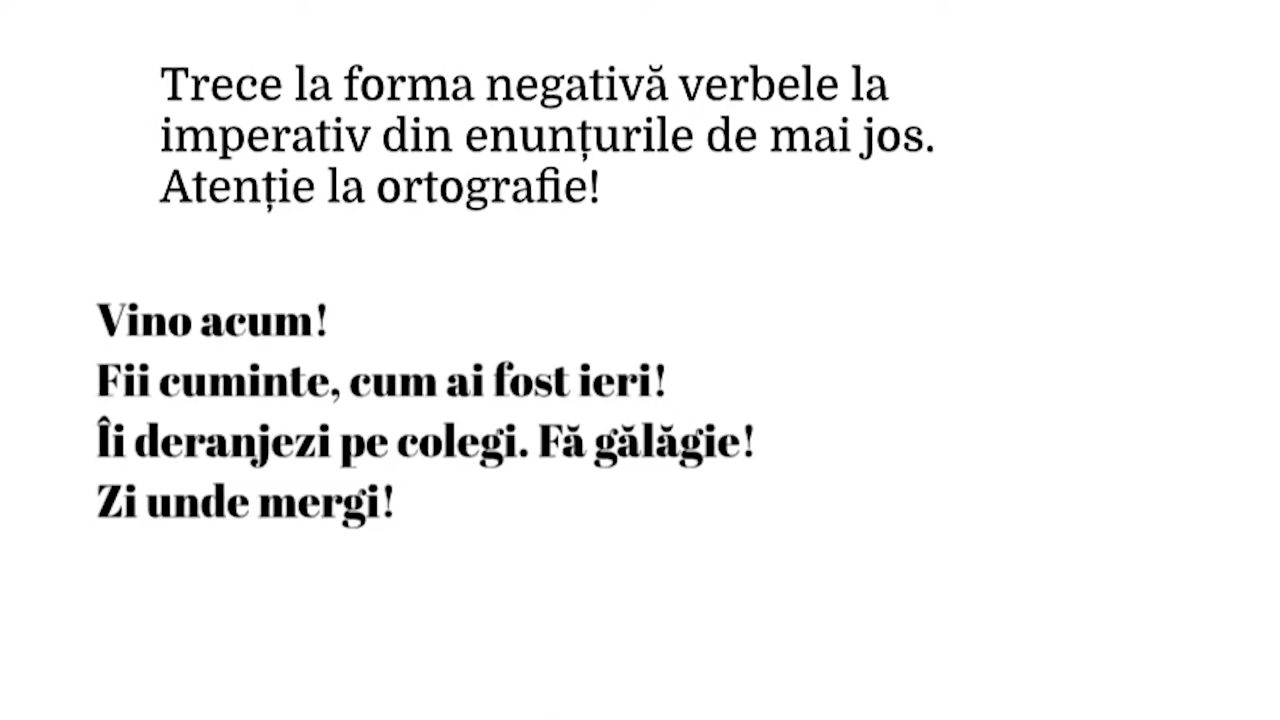 Trece la forma negativă verbele la
imperativ din enunțurile de mai jos.
Atenție la ortografie!
Vino acum!
Fii cuminte, cum ai fost ieri!
Îi deranjezi pe colegi. Fă gălăgie!
Zi unde mergi!